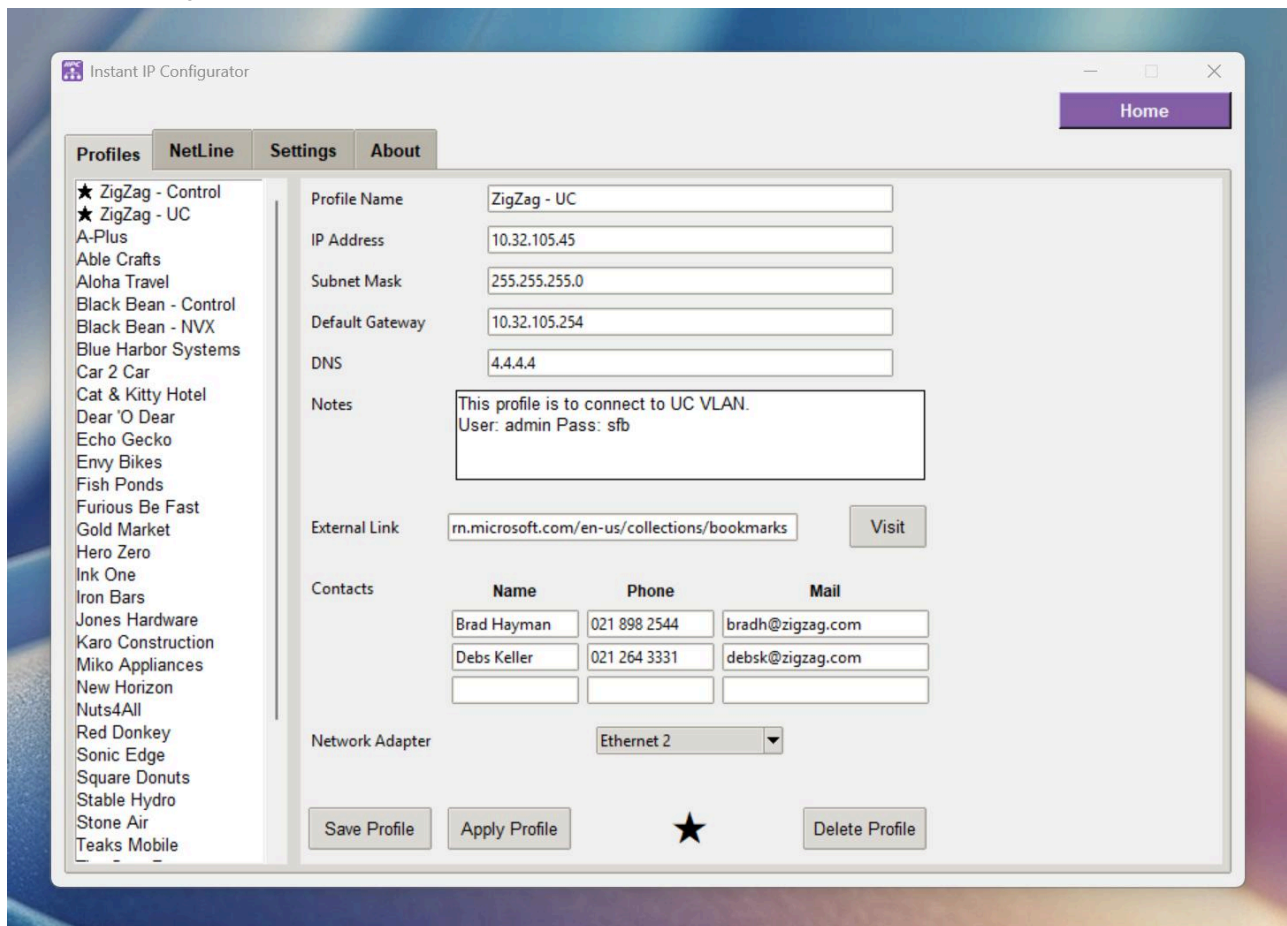 Instant IP Configurator
Home
Profiles NetLine Settings About
★ ZigZag - Control
★ ZigZag - UC
A-Plus
Able Crafts
Aloha Travel
Black Bean - Control
Black Bean - NVX
Blue Harbor Systems
Car 2 Car
Cat & Kitty Hotel
Dear 'O Dear
Echo Gecko
Envy Bikes
Fish Ponds
Furious Be Fast
Gold Market
Hero Zero
Ink One
Iron Bars
Jones Hardware
Karo Construction
Miko Appliances
New Horizon
Nuts4All
Red Donkey
Sonic Edge
Square Donuts
Stable Hydro
Stone Air
Teaks Mobile
Profile Name ZigZag - UC
IP Address 10.32.105.45
Subnet Mask 255.255.255.0
Default Gateway 10.32.105.254
DNS 4.4.4.4
Notes This profile is to connect to UC VLAN.
User: admin Pass: sfb
External Link rn.microsoft.com/en-us/collections/bookmarks Visit
Contacts Name Phone Mail
Brad Hayman 021 898 2544 bradh@zigzag.com
Debs Keller 021 264 3331 debsk@zigzag.com
Network Adapter Ethernet 2
Save Profile Apply Profile ★ Delete Profile